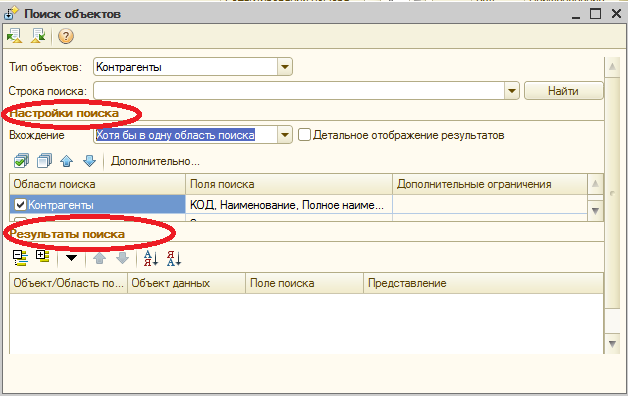 Поиск объектов
Тип объектов: Контрагенты
Строка поиска: Найти
Настройки поиска
Вхождение Хотя бы в одну область поиска Детальное отображение результатов
Дополнительно...
Области поиска Поля поиска Дополнительные ограничения
Контрагенты КОД, Наименование, Полное наиме...
Результаты поиска
Объект/Область по... Объект данных Поле поиска Представление